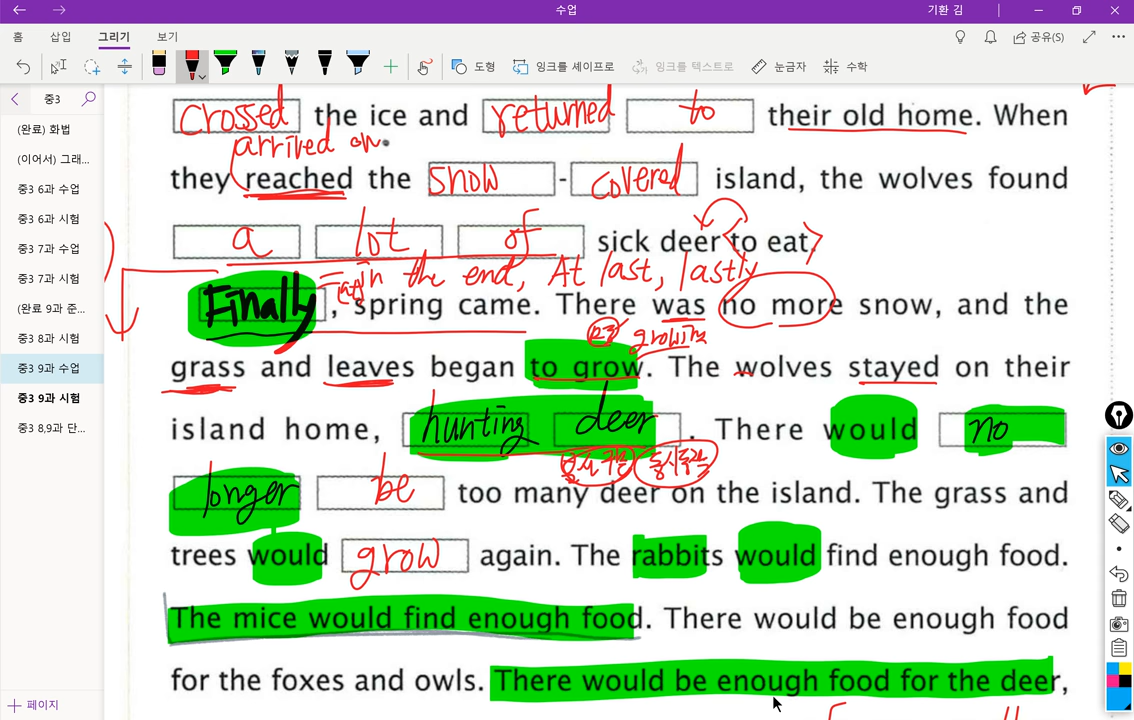 수업
기환 김
홈 삽입 그리기 보기
공유(S)
도형 잉크를 셰이프로 잉크를 텍스트로 눈금자 수학
중3
(완료) 화법
(이어서) 그래...
중3 6과 수업
중3 6과 시험
중3 7과 수업
중3 7과 시험
(완료 9과 준...
중3 8과 시험
중3 9과 수업
중3 9과 시험
중3 8,9과 단...
페이지
crossed the ice and returned to their old home. When
arrived on
they reached the snow - covered island, the wolves found
a lot of sick deer to eat,
in the end, At last, lastly
Finally, spring came. There was no more snow, and the
growing
grass and leaves began to grow. The wolves stayed on their
island home, hunting deer. There would no
분사구문 동시동작
longer be too many deer on the island. The grass and
trees would grow again. The rabbits would find enough food.
The mice would find enough food. There would be enough food
for the foxes and owls. There would be enough food for the deer,